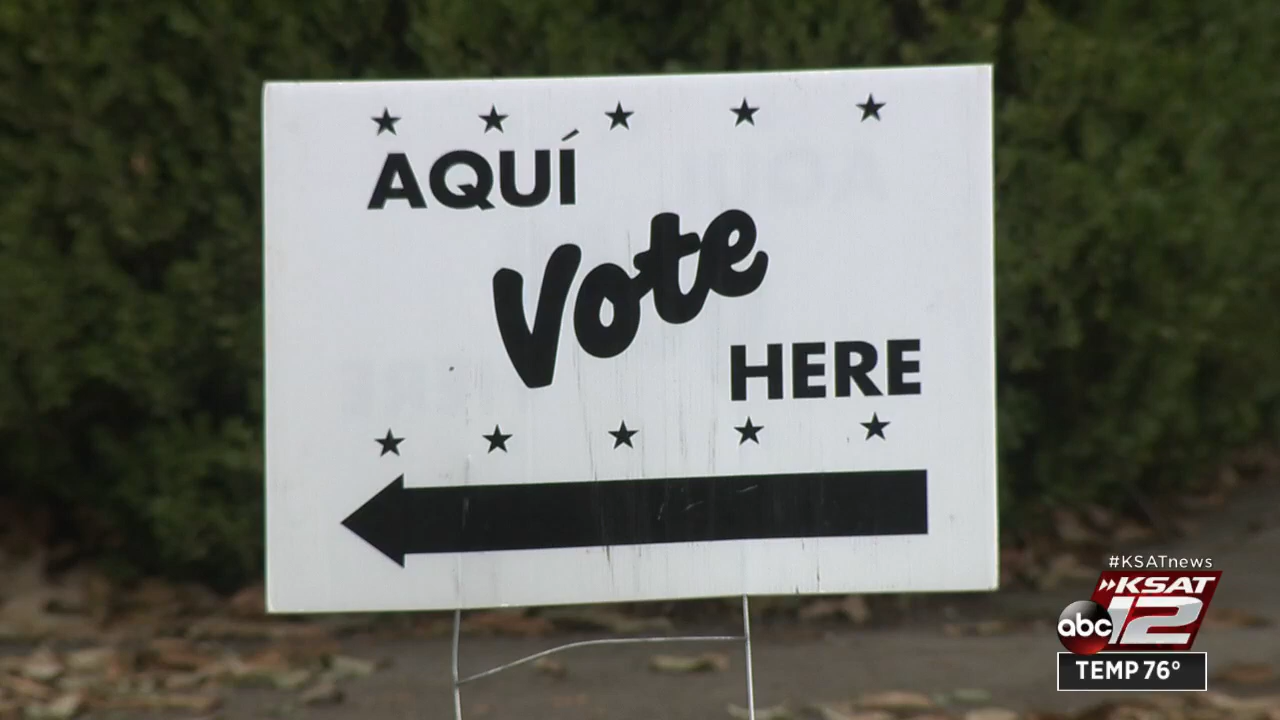 AQUÍ
Vote
HERE
#KSATnews
KSAT
abc 12
TEMP 76°